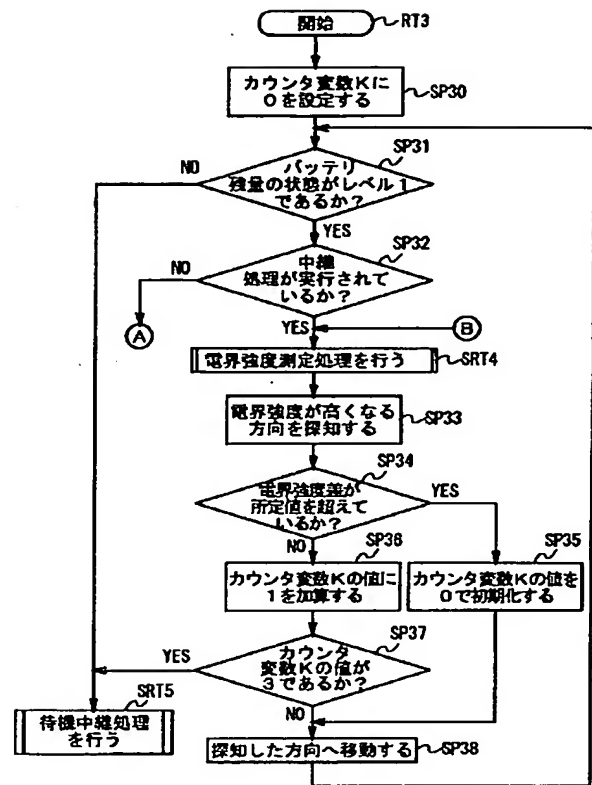 開始
RT3
カウンタ変数Kに
0を設定する
SP30
SP31
NO
バッテリ
残量の状態がレベル1
であるか?
YES
SP32
NO
中継
処理が実行されて
いるか?
A
YES
B
電界強度測定処理を行う
SRT4
電界強度が高くなる
方向を探知する
SP33
SP34
電界強度差が
所定値を超えて
いるか?
YES
NO
SP36
SP35
カウンタ変数Kの値に
1を加算する
カウンタ変数Kの値を
0で初期化する
SP37
YES
カウンタ
変数Kの値が
3であるか?
SRT5
NO
待機中継処理
を行う
探知した方向へ移動する
SP38